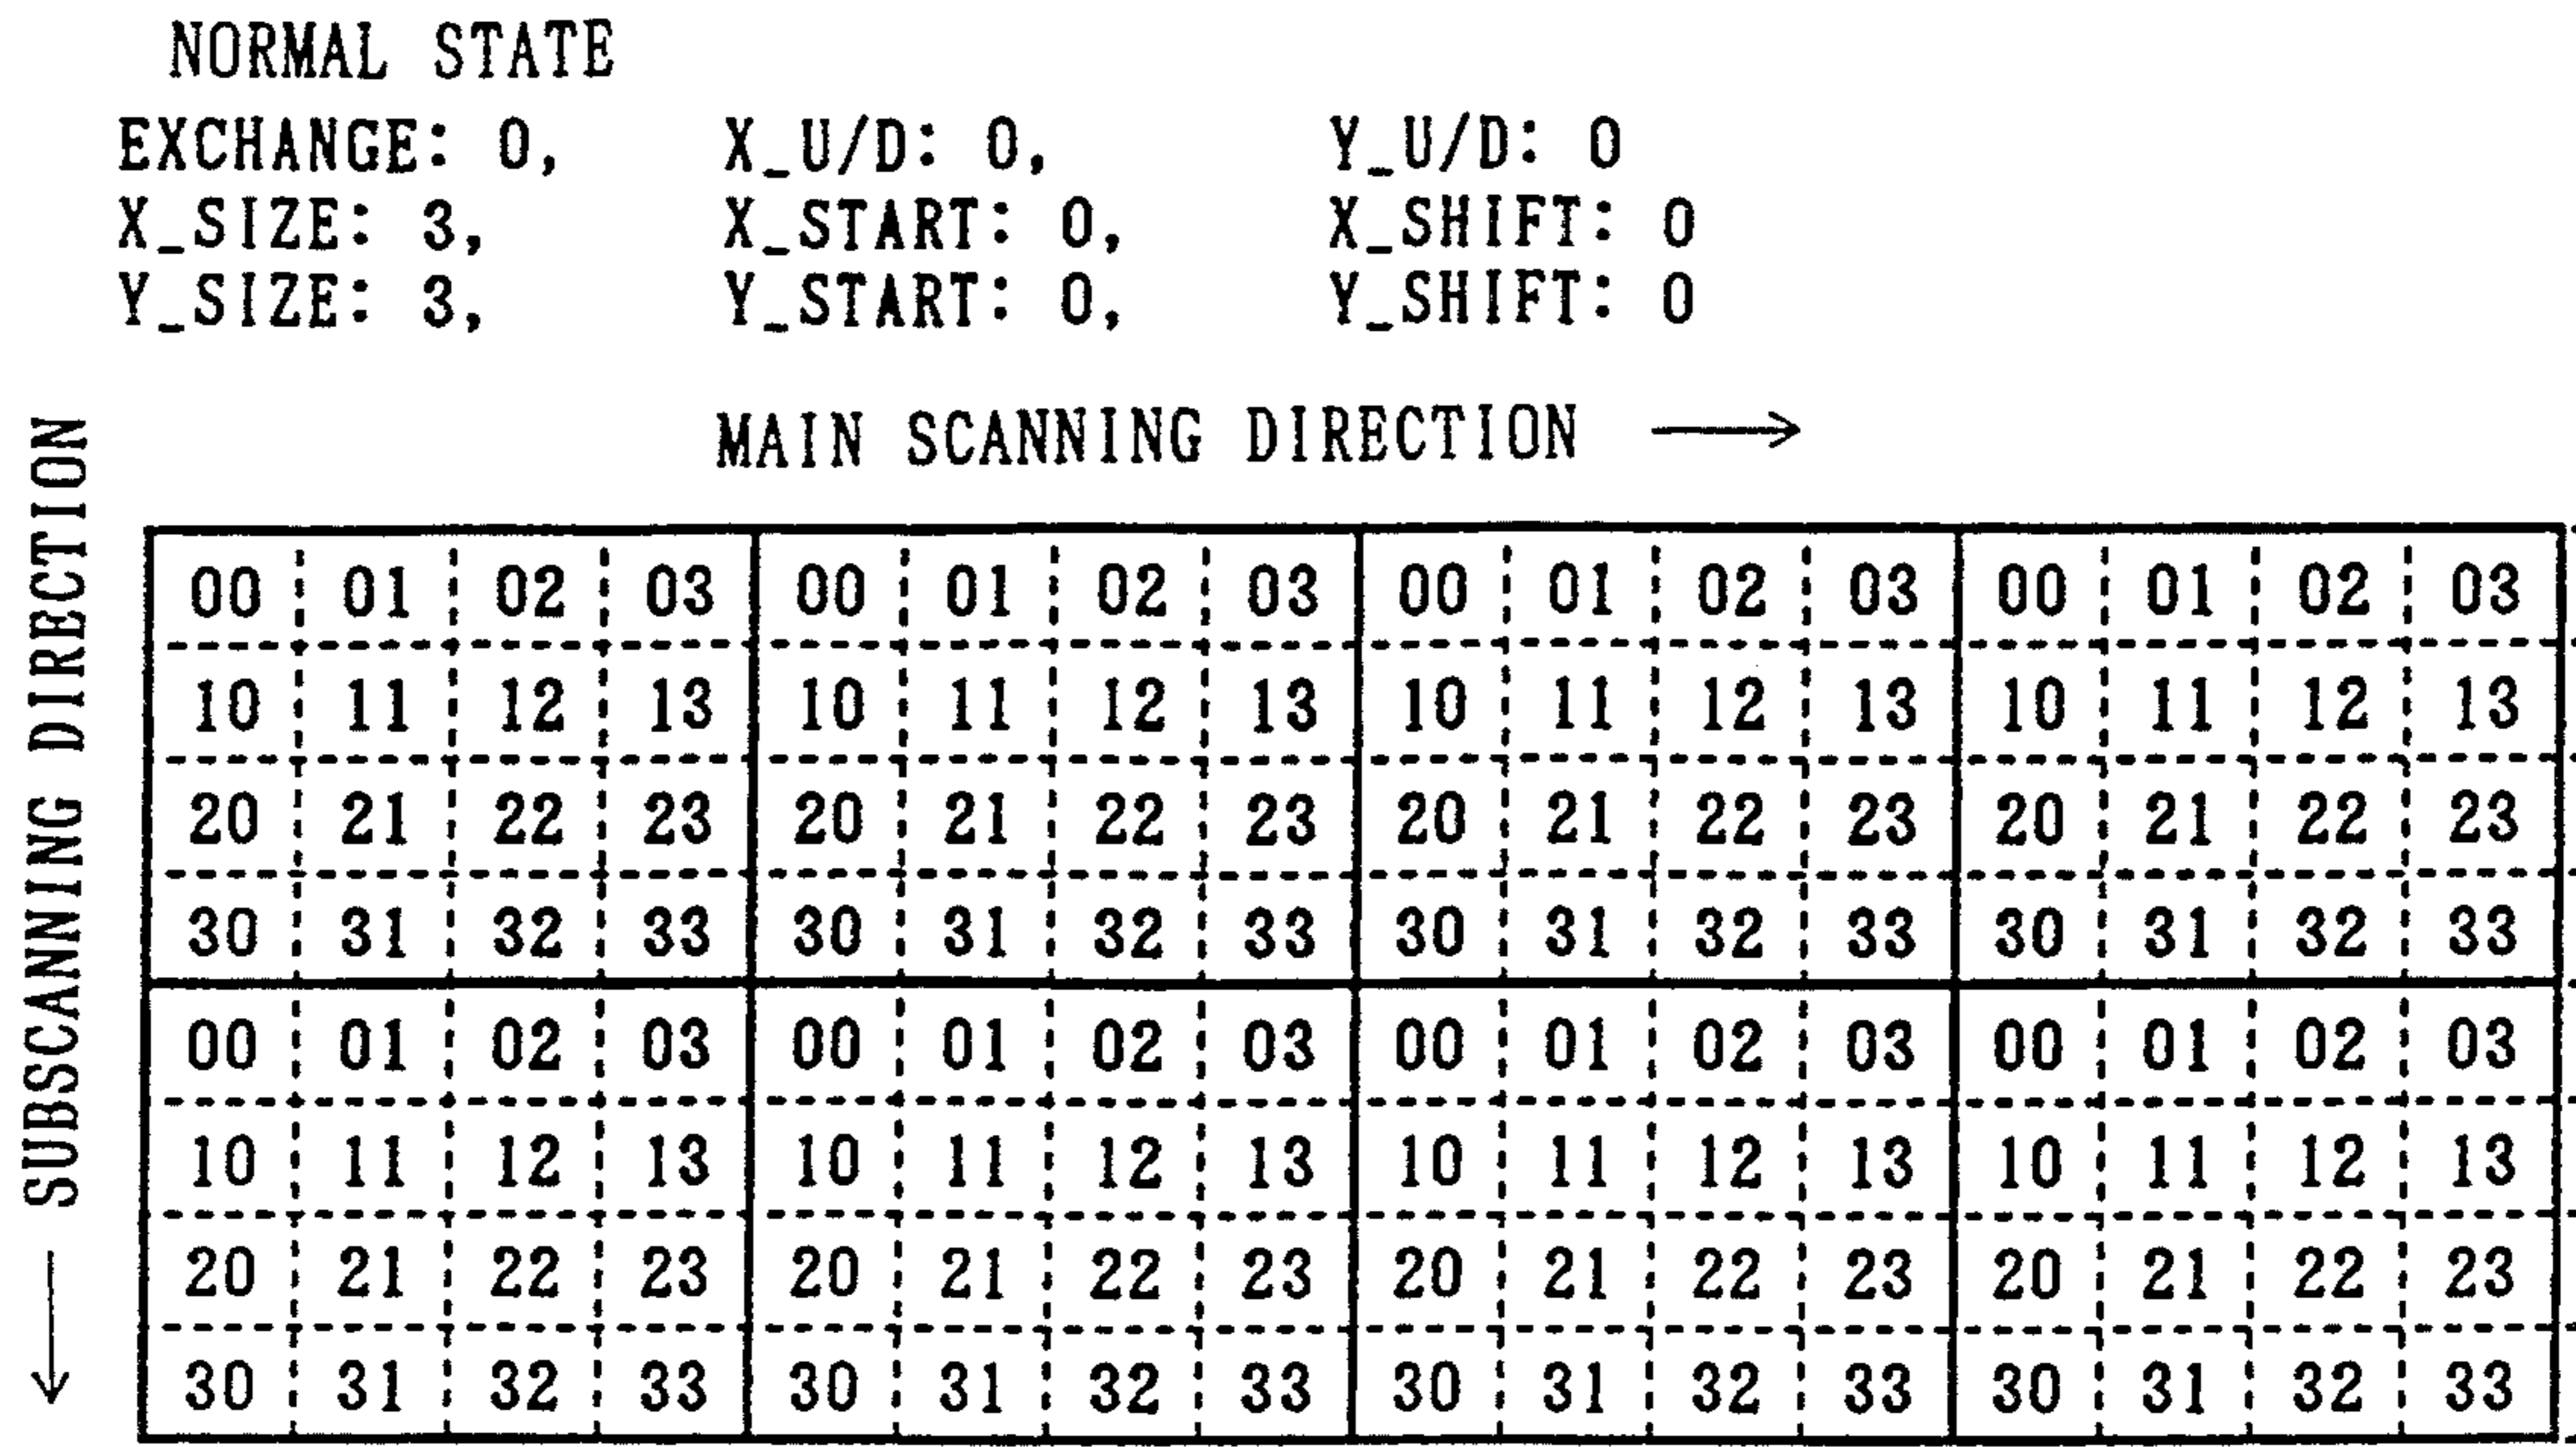 NORMAL STATE
EXCHANGE: 0, X_U/D: 0, Y_U/D: 0
X_SIZE: 3, X_START: 0, X_SHIFT: 0
Y_SIZE: 3, Y_START: 0, Y_SHIFT: 0
MAIN SCANNING DIRECTION →
SUBSCANNING DIRECTION
00 01 02 03 00 01 02 03 00 01 02 03 00 01 02 03
10 11 12 13 10 11 12 13 10 11 12 13 10 11 12 13
20 21 22 23 20 21 22 23 20 21 22 23 20 21 22 23
30 31 32 33 30 31 32 33 30 31 32 33 30 31 32 33
00 01 02 03 00 01 02 03 00 01 02 03 00 01 02 03
10 11 12 13 10 11 12 13 10 11 12 13 10 11 12 13
20 21 22 23 20 21 22 23 20 21 22 23 20 21 22 23
30 31 32 33 30 31 32 33 30 31 32 33 30 31 32 33